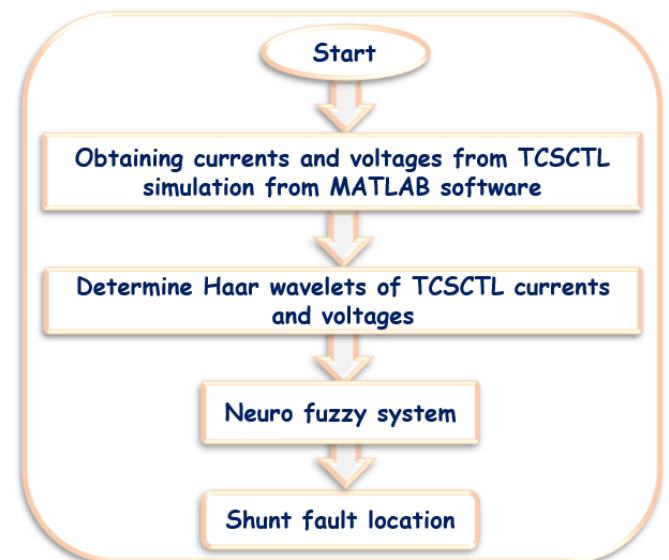 Start
Obtaining currents and voltages from TCSCTL
simulation from MATLAB software
Determine Haar wavelets of TCSCTL currents
and voltages
Neuro fuzzy system
Shunt fault location